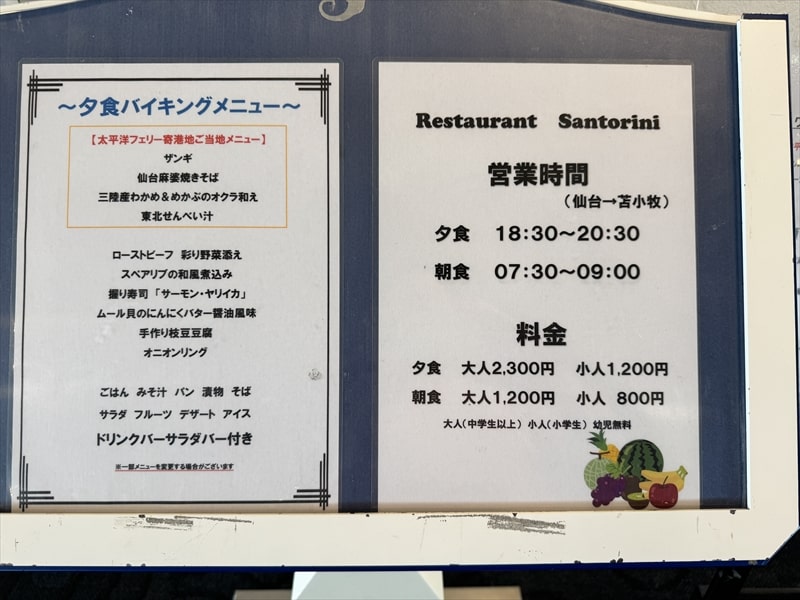 ～夕食バイキングメニュー～
【太平洋フェリー寄港地ご当地メニュー】
ザンギ
仙台麻婆焼きそば
三陸産わかめ＆めかぶのオクラ和え
東北せんべい汁
ローストビーフ 彩り野菜添え
スペアリブの和風煮込み
握り寿司「サーモン・ヤリイカ」
ムール貝のにんにくバター醤油風味
手作り枝豆豆腐
オニオンリング
ごはん みそ汁 パン 漬物 そば
サラダ フルーツ デザート アイス
ドリンクバーサラダバー付き
※一部メニューを変更する場合がございます
Restaurant Santorini
営業時間
（仙台→苫小牧）
夕食 18:30～20:30
朝食 07:30～09:00
料金
夕食 大人2,300円 小人1,200円
朝食 大人1,200円 小人 800円
大人（中学生以上） 小人（小学生） 幼児無料